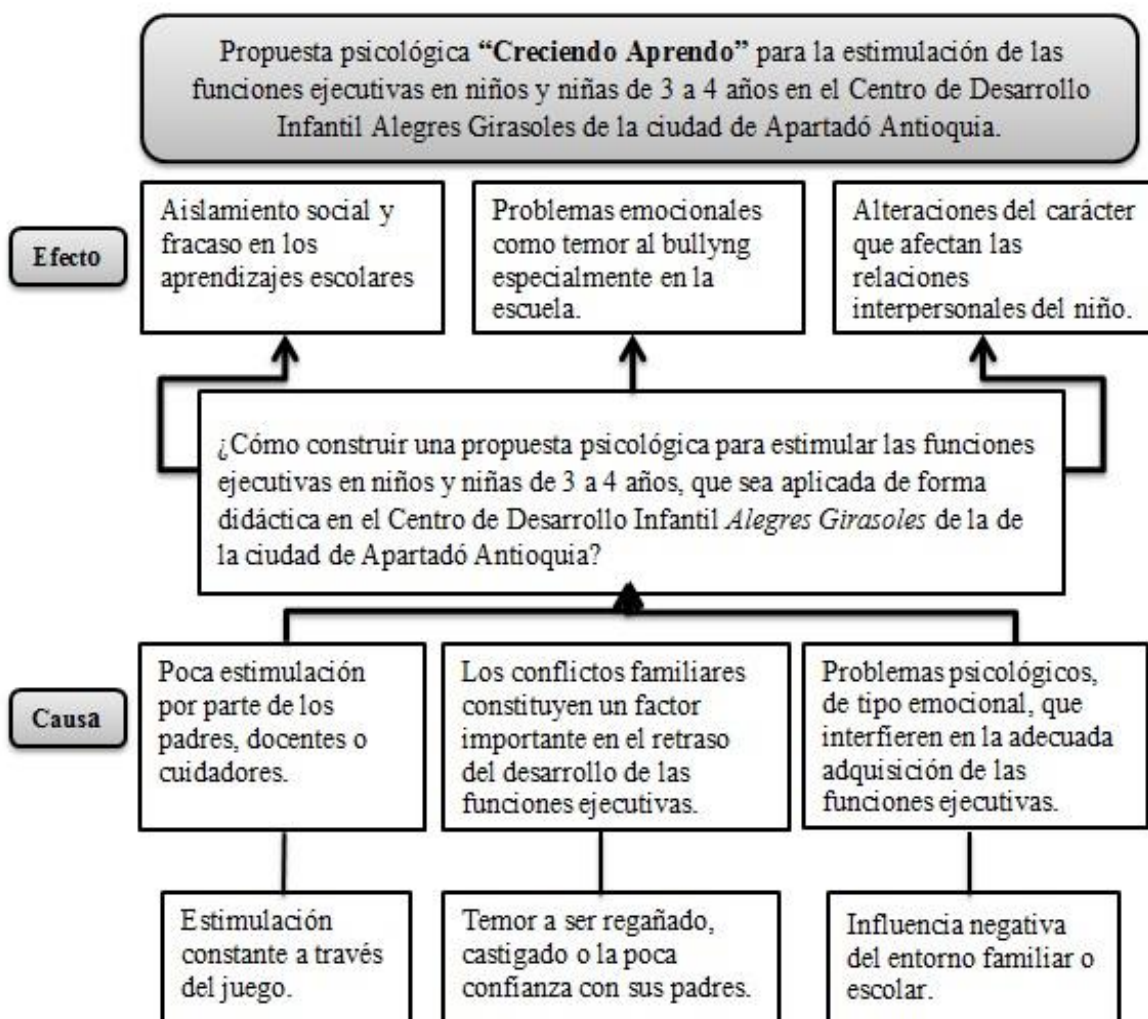 Propuesta psicológica “Creciendo Aprendo” para la estimulación de las
funciones ejecutivas en niños y niñas de 3 a 4 años en el Centro de Desarrollo
Infantil Alegres Girasoles de la ciudad de Apartadó Antioquia.
Efecto
Aislamiento social y
fracaso en los
aprendizajes escolares
Problemas emocionales
como temor al bullyng
especialmente en la
escuela.
Alteraciones del carácter
que afectan las
relaciones
interpersonales del niño.
¿Cómo construir una propuesta psicológica para estimular las funciones
ejecutivas en niños y niñas de 3 a 4 años, que sea aplicada de forma
didáctica en el Centro de Desarrollo Infantil Alegres Girasoles de la de
la ciudad de Apartadó Antioquia?
Causa
Poca estimulación
por parte de los
padres, docentes o
cuidadores.
Los conflictos familiares
constituyen un factor
importante en el retraso
del desarrollo de las
funciones ejecutivas.
Problemas psicológicos,
de tipo emocional, que
interfieren en la adecuada
adquisición de las
funciones ejecutivas.
Estimulación
constante a través
del juego.
Temor a ser regañado,
castigado o la poca
confianza con sus padres.
Influencia negativa
del entorno familiar o
escolar.